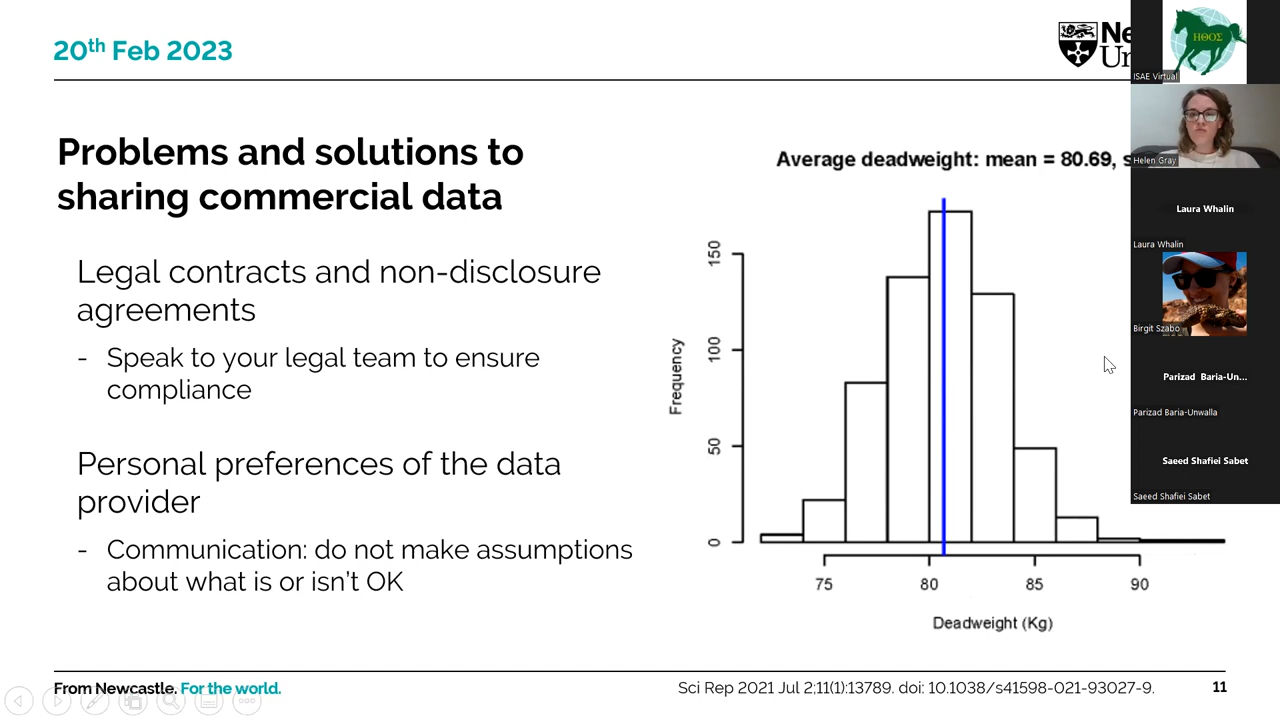 20th Feb 2023
Problems and solutions to
sharing commercial data
Legal contracts and non-disclosure
agreements
- Speak to your legal team to ensure
compliance
Personal preferences of the data
provider
- Communication: do not make assumptions
about what is or isn't OK
Average deadweight: mean = 80.69, s
Frequency
0
50
100
150
75
80
85
90
Deadweight (Kg)
ΗΘΟΣ
ISAE Virtual
Helen Gray
Laura Whalin
Laura Whalin
Birgit Szabo
Parizad Baria-Un...
Parizad Baria-Unwalla
Saeed Shafiei Sabet
Saeed Shafiei Sabet
From Newcastle. For the world.
Sci Rep 2021 Jul 2;11(1):13789. doi: 10.1038/s41598-021-93027-9.
11